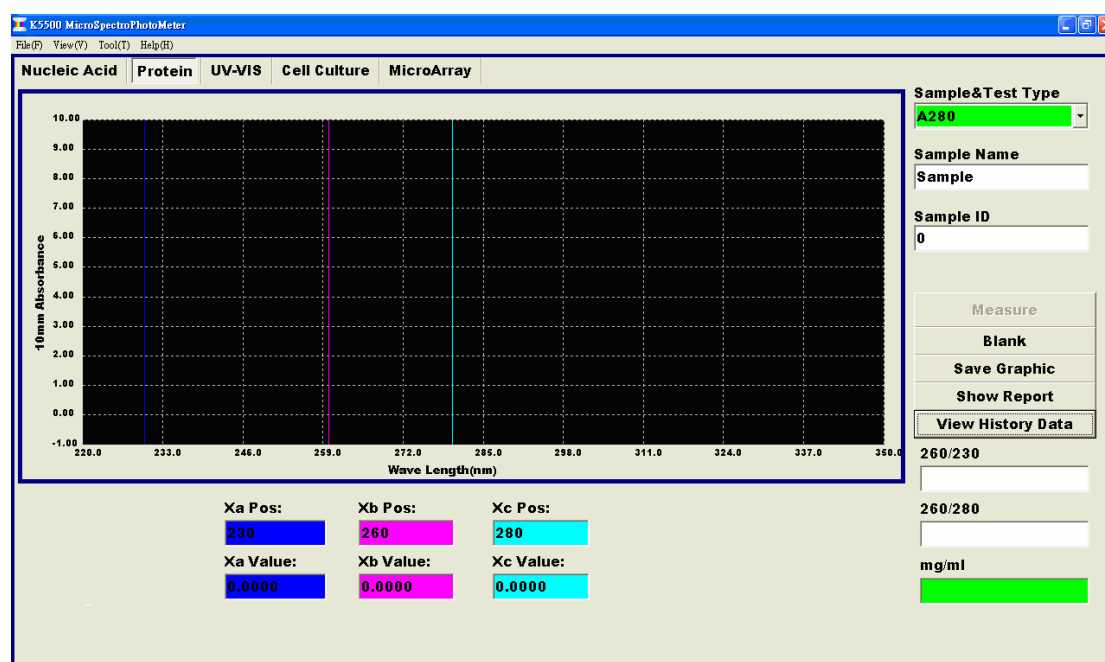 K5500 MicroSpectroPhotoMeter
File(F) View(V) Tool(T) Help(H)
Nucleic Acid Protein UV-VIS Cell Culture MicroArray
10mm Absorbance
10.00
9.00
8.00
7.00
6.00
5.00
4.00
3.00
2.00
1.00
0.00
-1.00
220.0 233.0 246.0 259.0 272.0 285.0 298.0 311.0 324.0 337.0 350.0
Wave Length(nm)
Xa Pos: Xb Pos: Xc Pos:
230 260 280
Xa Value: Xb Value: Xc Value:
0.0000 0.0000 0.0000
Sample&Test Type
A280
Sample Name
Sample
Sample ID
0
Measure
Blank
Save Graphic
Show Report
View History Data
260/230
260/280
mg/ml